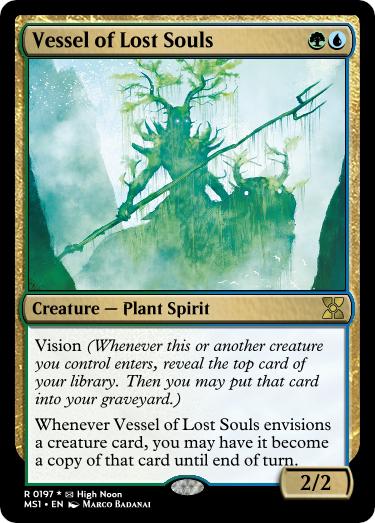 Vessel of Lost Souls
Creature — Plant Spirit
Vision (Whenever this or another creature
you control enters, reveal the top card of
your library. Then you may put that card
into your graveyard.)
Whenever Vessel of Lost Souls envisions
a creature card, you may have it become
a copy of that card until end of turn.
2/2
R 0197 * High Noon
MS1 • EN Marco Badanai